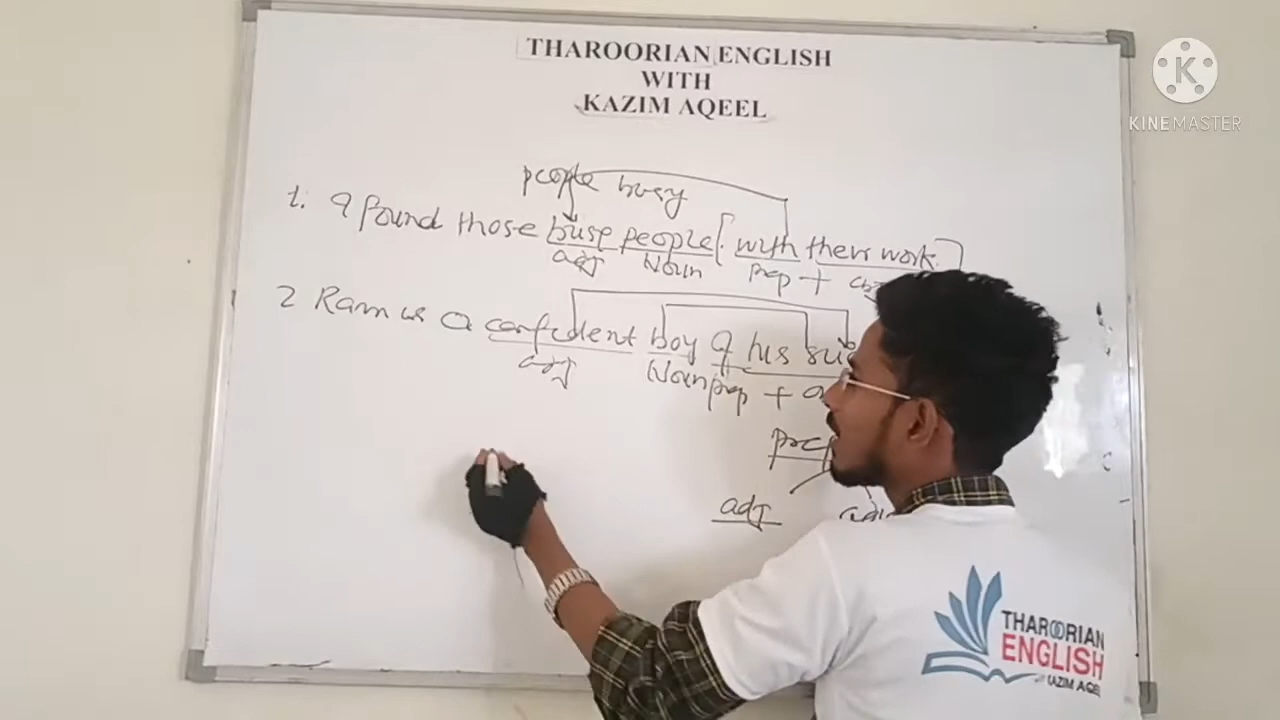 THAROORIAN ENGLISH
WITH
KAZIM AQEEL
KINEMASTER
people busy
1. I found those busy people [with their work.]
adj Noun prep +
2 Ram is a confident boy of his
adj Noun prep +
adj
THAROORIAN
ENGLISH
KAZIM